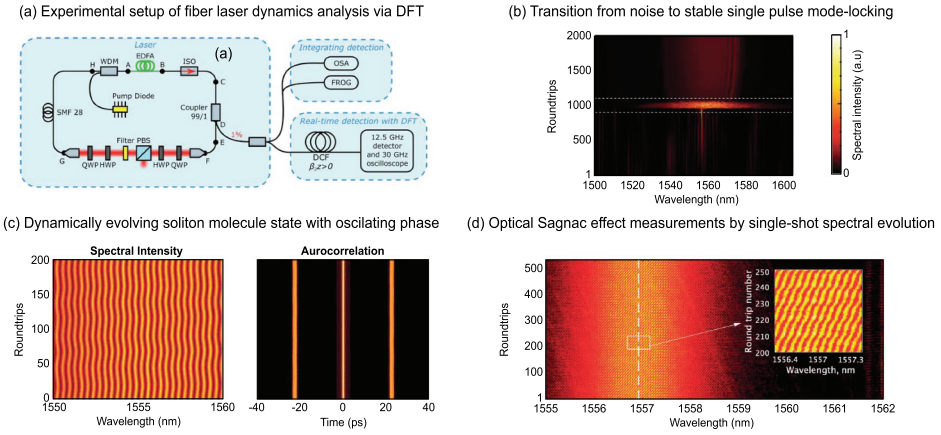 (a) Experimental setup of fiber laser dynamics analysis via DFT
Laser
(a)
H
WDM
A
EDFA
B
ISO
C
Pump Diode
SMF 28
Coupler
99/1
D
1%
E
Filter PBS
G
QWP
HWP
HWP
QWP
F
Integrating detection
OSA
FROG
Real-time detection with DFT
DCF
β₂z>0
12.5 GHz
detector
and 30 GHz
oscilloscope
(b) Transition from noise to stable single pulse mode-locking
Roundtrips
2000
1500
1000
500
1
1500 1520 1540 1560 1580 1600
Wavelength (nm)
1
0
Spectral intensity (a.u)
(c) Dynamically evolving soliton molecule state with oscilating phase
Spectral Intensity
Roundtrips
200
150
100
50
0
1550 1555 1560
Wavelength (nm)
Aurocorrelation
-40 -20 0 20 40
Time (ps)
(d) Optical Sagnac effect measurements by single-shot spectral evolution
Roundtrips
500
400
300
200
100
1
1555 1556 1557 1558 1559 1560 1561 1562
Wavelength (nm)
Round trip number
250
240
230
220
210
200
1556.4 1557 1557.3
Wavelength, nm